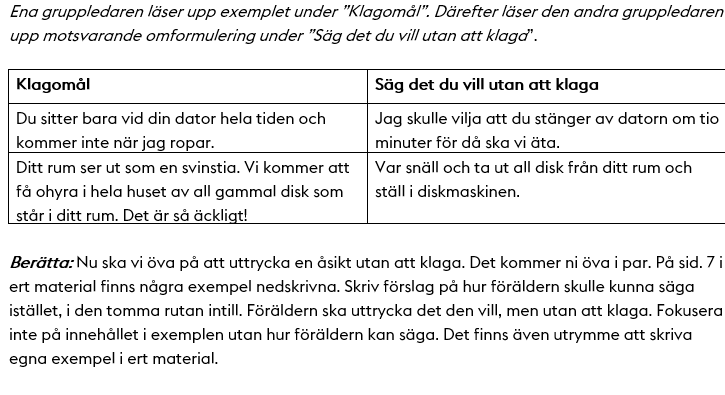 Ena gruppledaren läser upp exemplet under ”Klagomål”. Därefter läser den andra gruppledaren
upp motsvarande omformulering under ”Säg det du vill utan att klaga”.
Klagomål
Säg det du vill utan att klaga
Du sitter bara vid din dator hela tiden och
kommer inte när jag ropar.
Jag skulle vilja att du stänger av datorn om tio
minuter för då ska vi äta.
Ditt rum ser ut som en svinstia. Vi kommer att
få ohyra i hela huset av all gammal disk som
står i ditt rum. Det är så äckligt!
Var snäll och ta ut all disk från ditt rum och
ställ i diskmaskinen.
Berätta: Nu ska vi öva på att uttrycka en åsikt utan att klaga. Det kommer ni öva i par. På sid. 7 i
ert material finns några exempel nedskrivna. Skriv förslag på hur föräldern skulle kunna säga
istället, i den tomma rutan intill. Föräldern ska uttrycka det den vill, men utan att klaga. Fokusera
inte på innehållet i exemplen utan hur föräldern kan säga. Det finns även utrymme att skriva
egna exempel i ert material.